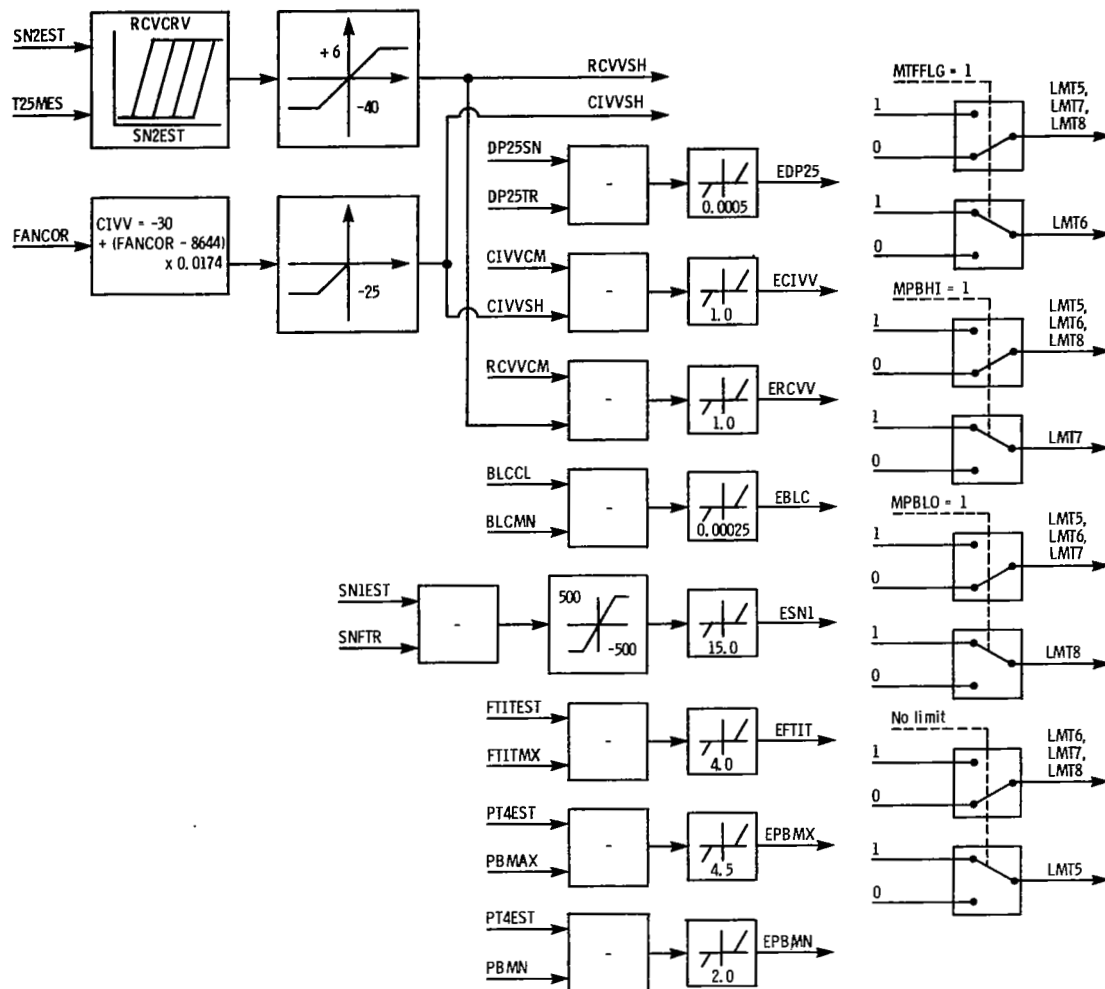 RCVCRV
SN2EST
T25MES
SN2EST
+ 6
-40
RCVVSH
CIVVSH
FANCOR
CIVV = -30
+ (FANCOR - 8644)
x 0.0174
-25
DP25SN
DP25TR
-
0.0005
EDP25
CIVVCM
CIVVSH
-
1.0
ECIVV
RCVVCM
-
1.0
ERCVV
BLCCL
BLCMN
-
0.00025
EBLC
SN1EST
SNFTR
-
500
-500
15.0
ESN1
FTITEST
FTITMX
-
4.0
EFTIT
PT4EST
PBMAX
-
4.5
EPBMX
PT4EST
PBMN
-
2.0
EPBMN
MTFFLG = 1
1
0
LMT5,
LMT7,
LMT8
1
0
LMT6
MPBHI = 1
1
0
LMT5,
LMT6,
LMT8
1
0
LMT7
MPBLO = 1
1
0
LMT5,
LMT6,
LMT7
1
0
LMT8
No limit
1
0
LMT6,
LMT7,
LMT8
1
0
LMT5